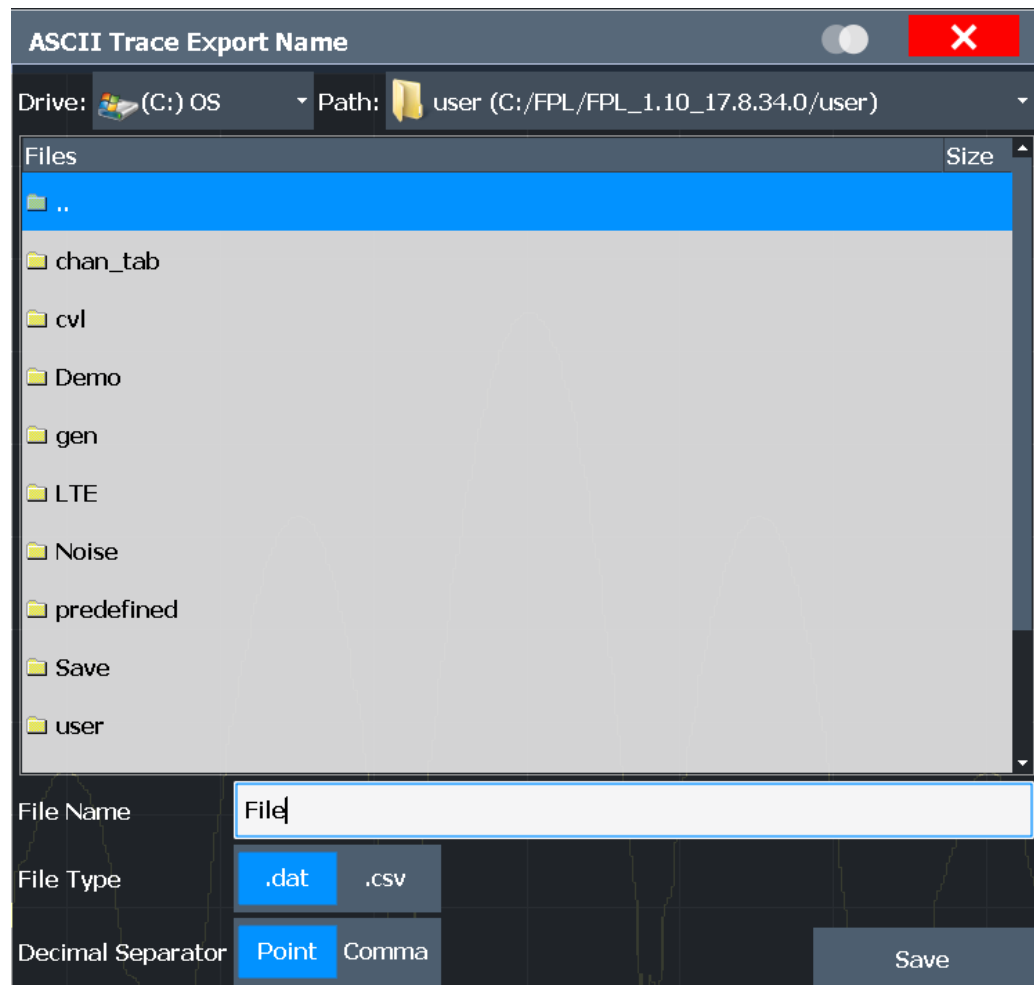 ASCII Trace Export Name
Drive: (C:) OS Path: user (C:/FPL/FPL_1.10_17.8.34.0/user)
Files Size
..
chan_tab
cvl
Demo
gen
LTE
Noise
predefined
Save
user
File Name File
File Type .dat .csv
Decimal Separator Point Comma Save